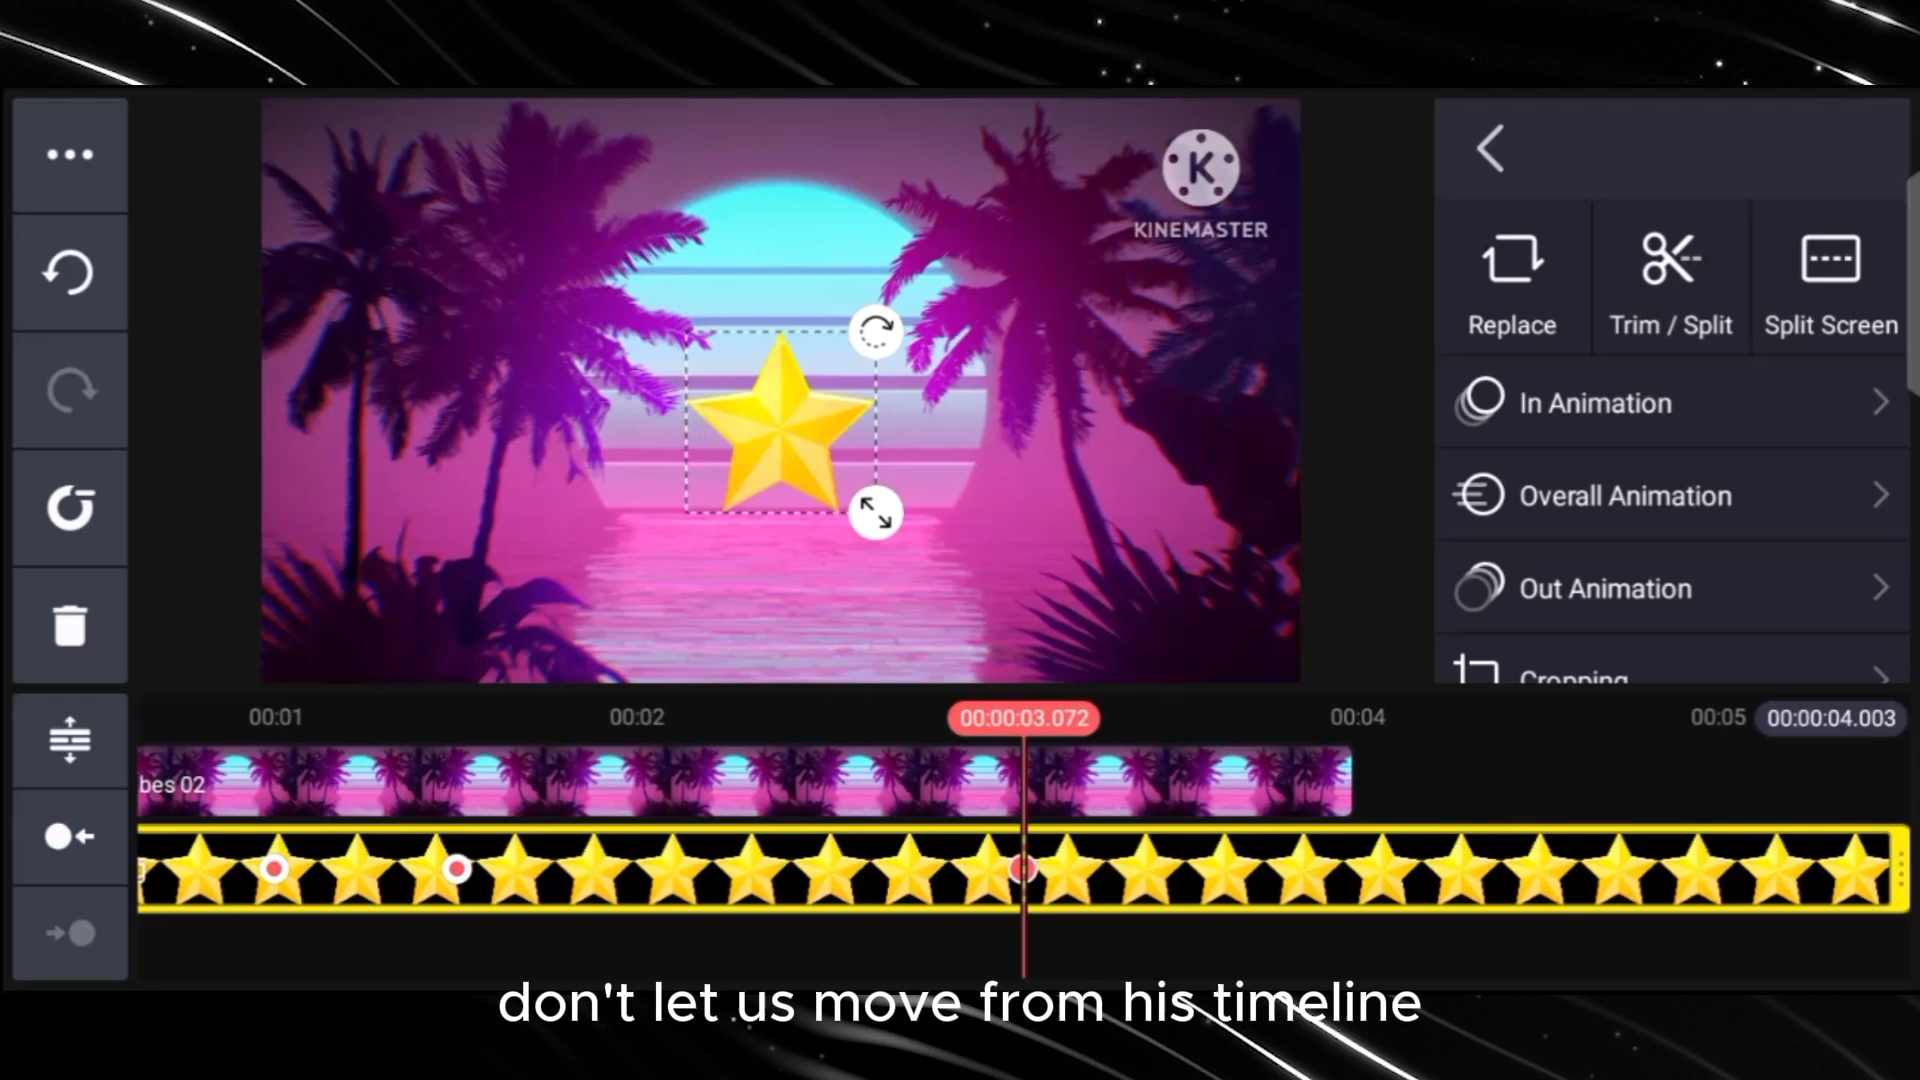 K
KINEMASTER
Replace
Trim / Split
Split Screen
In Animation
Overall Animation
Out Animation
Cropping
00:01
00:02
00:00:03.072
00:04
00:05
00:00:04.003
bes 02
don't let us move from his timeline